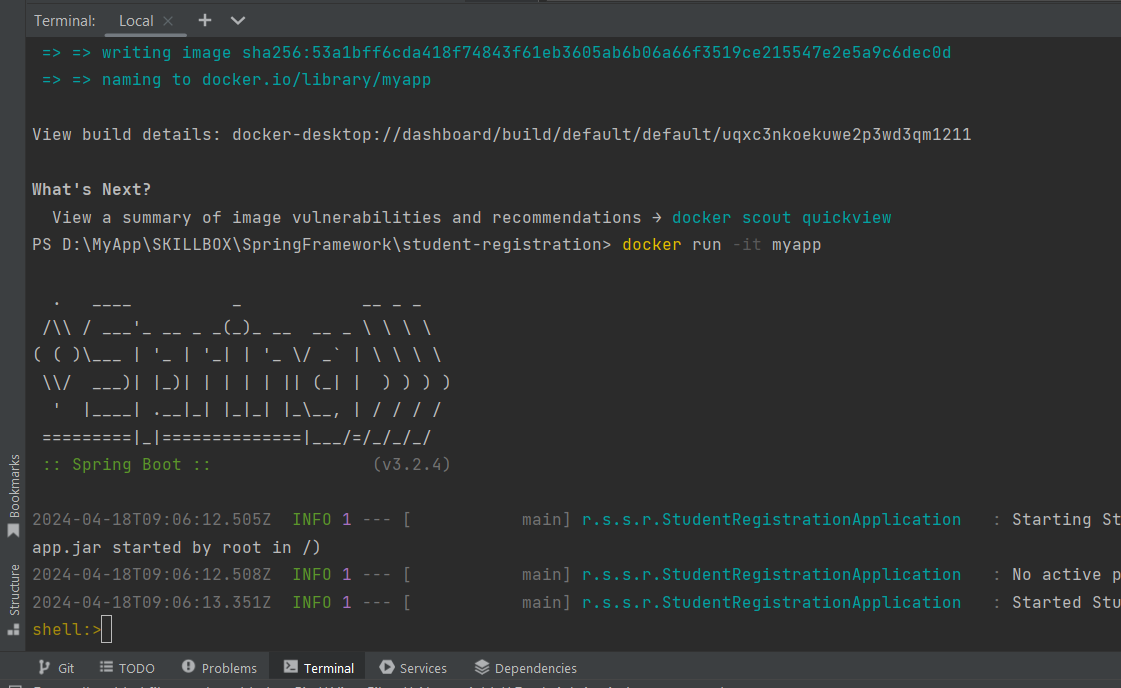 Terminal: Local
=> => writing image sha256:53a1bff6cda418f74843f61eb3605ab6b06a66f3519ce215547e2e5a9c6dec0d
=> => naming to docker.io/library/myapp
View build details: docker-desktop://dashboard/build/default/default/uqxc3nkoekuwe2p3wd3qm1211
What's Next?
View a summary of image vulnerabilities and recommendations → docker scout quickview
PS D:\MyApp\SKILLBOX\SpringFramework\student-registration> docker run -it myapp
  .   ____          _            __ _ _
 /\\ / ___'_ __ _ _(_)_ __  __ _ \ \ \ \
( ( )\___ | '_ | '_| | '_ \/ _` | \ \ \ \
 \\/  ___)| |_)| | | | | || (_| |  ) ) ) )
  '  |____| .__|_| |_|_| |_\__, | / / / /
 =========|_|==============|___/=/_/_/_/
:: Spring Boot :: (v3.2.4)
2024-04-18T09:06:12.505Z INFO 1 --- [ main] r.s.s.r.StudentRegistrationApplication : Starting St
app.jar started by root in /)
2024-04-18T09:06:12.508Z INFO 1 --- [ main] r.s.s.r.StudentRegistrationApplication : No active p
2024-04-18T09:06:13.351Z INFO 1 --- [ main] r.s.s.r.StudentRegistrationApplication : Started Stu
shell:>
Bookmarks
Structure
Git TODO Problems Terminal Services Dependencies